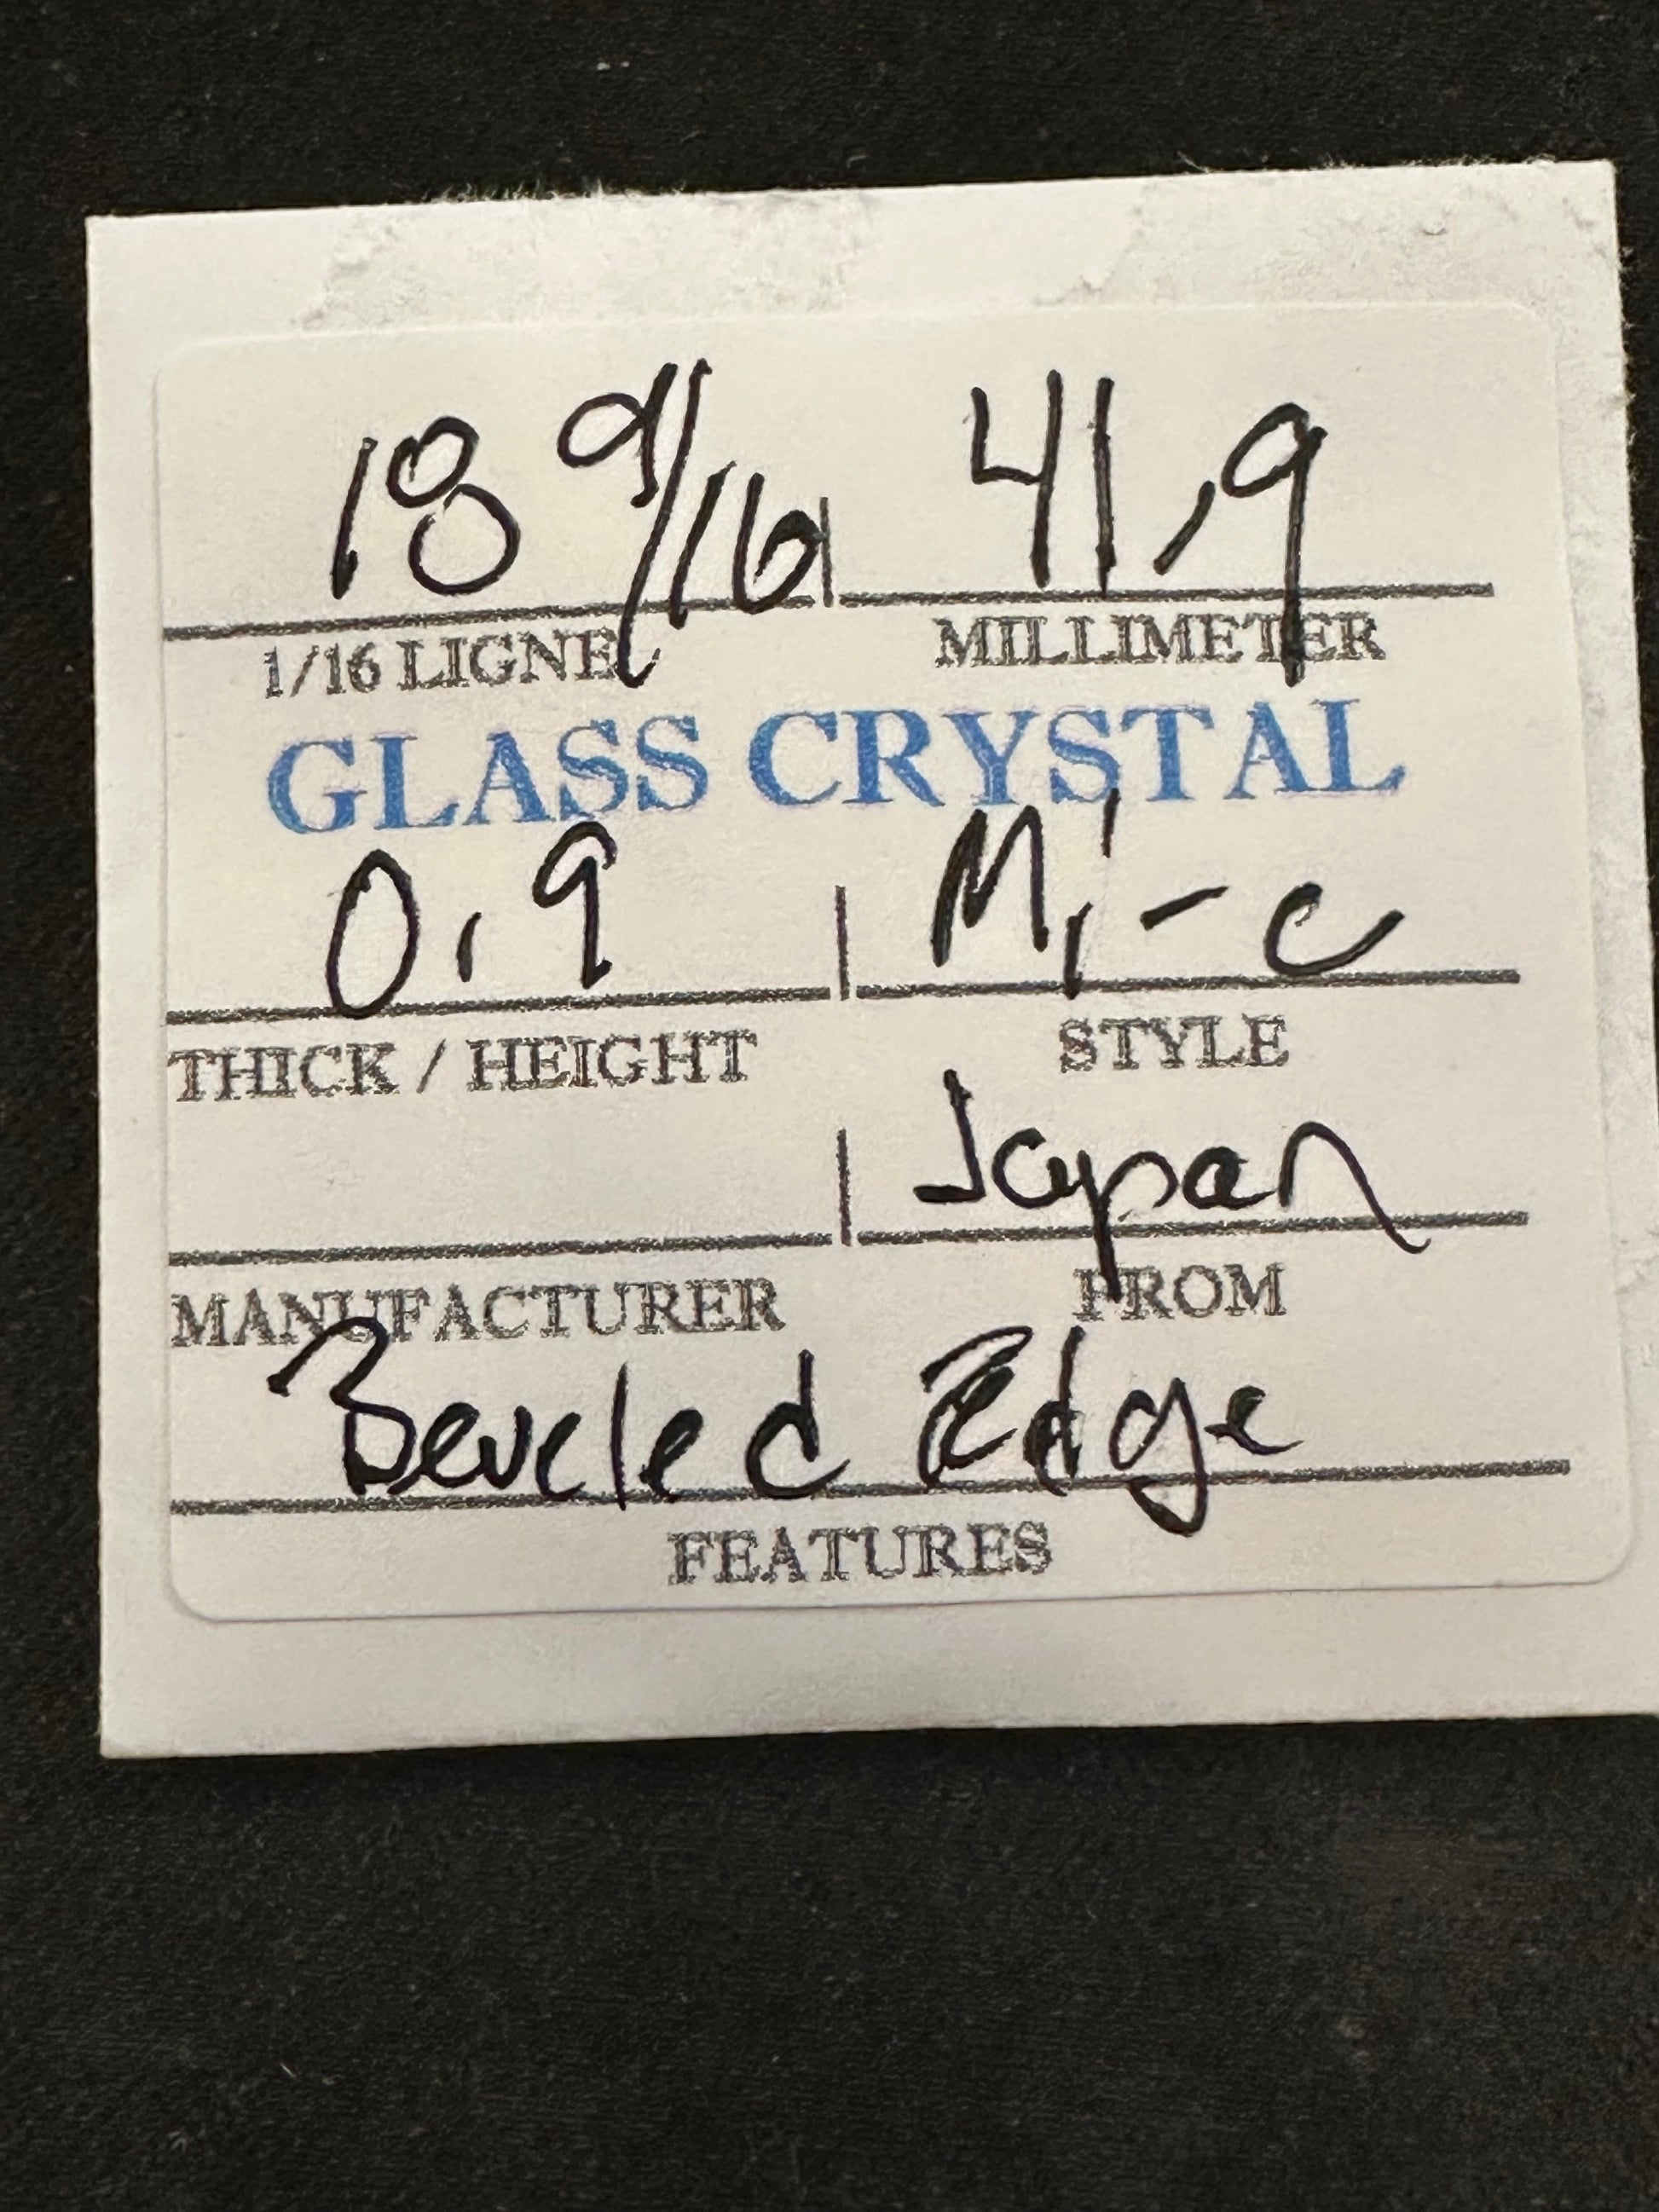 18 9/16 | 41,9
1/16 LIGNE MILLIMETER
GLASS CRYSTAL
0,9 | Mi-c
THICK / HEIGHT STYLE
| Japan
MANUFACTURER FROM
Beveled Edge
FEATURES